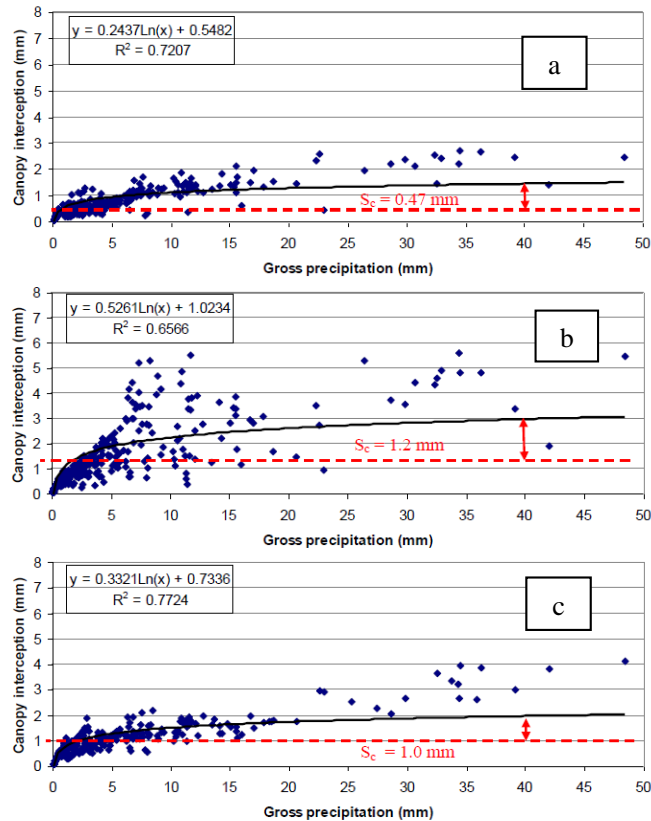 y = 0.2437Ln(x) + 0.5482
R² = 0.7207
a
Canopy interception (mm)
8
7
6
5
4
3
2
1
0
S_c = 0.47 mm
0 5 10 15 20 25 30 35 40 45 50
Gross precipitation (mm)
y = 0.5261Ln(x) + 1.0234
R² = 0.6566
b
Canopy interception (mm)
8
7
6
5
4
3
2
1
0
S_c = 1.2 mm
0 5 10 15 20 25 30 35 40 45 50
Gross precipitation (mm)
y = 0.3321Ln(x) + 0.7336
R² = 0.7724
c
Canopy interception (mm)
8
7
6
5
4
3
2
1
0
S_c = 1.0 mm
0 5 10 15 20 25 30 35 40 45 50
Gross precipitation (mm)